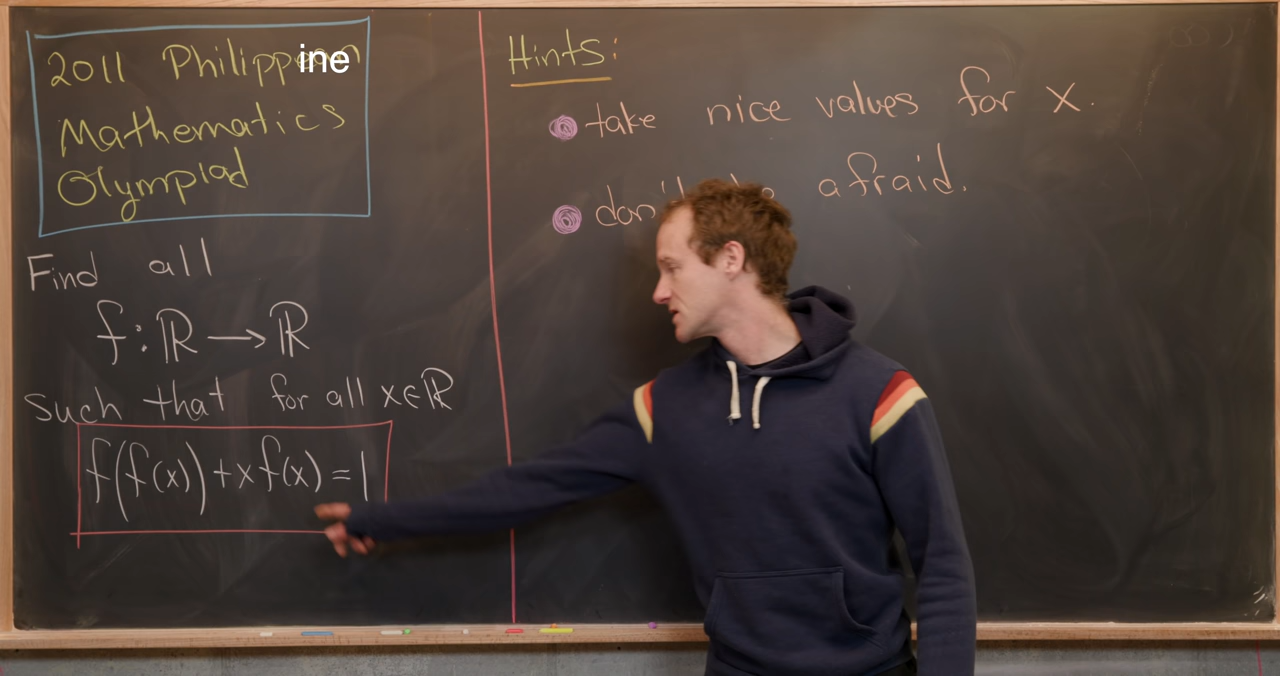 2011 Philippine
Mathematics
Olympiad
Find all
f: ℝ → ℝ
such that for all x∈ℝ
f(f(x)) + x f(x) = 1
Hints:
take nice values for x.
afraid.